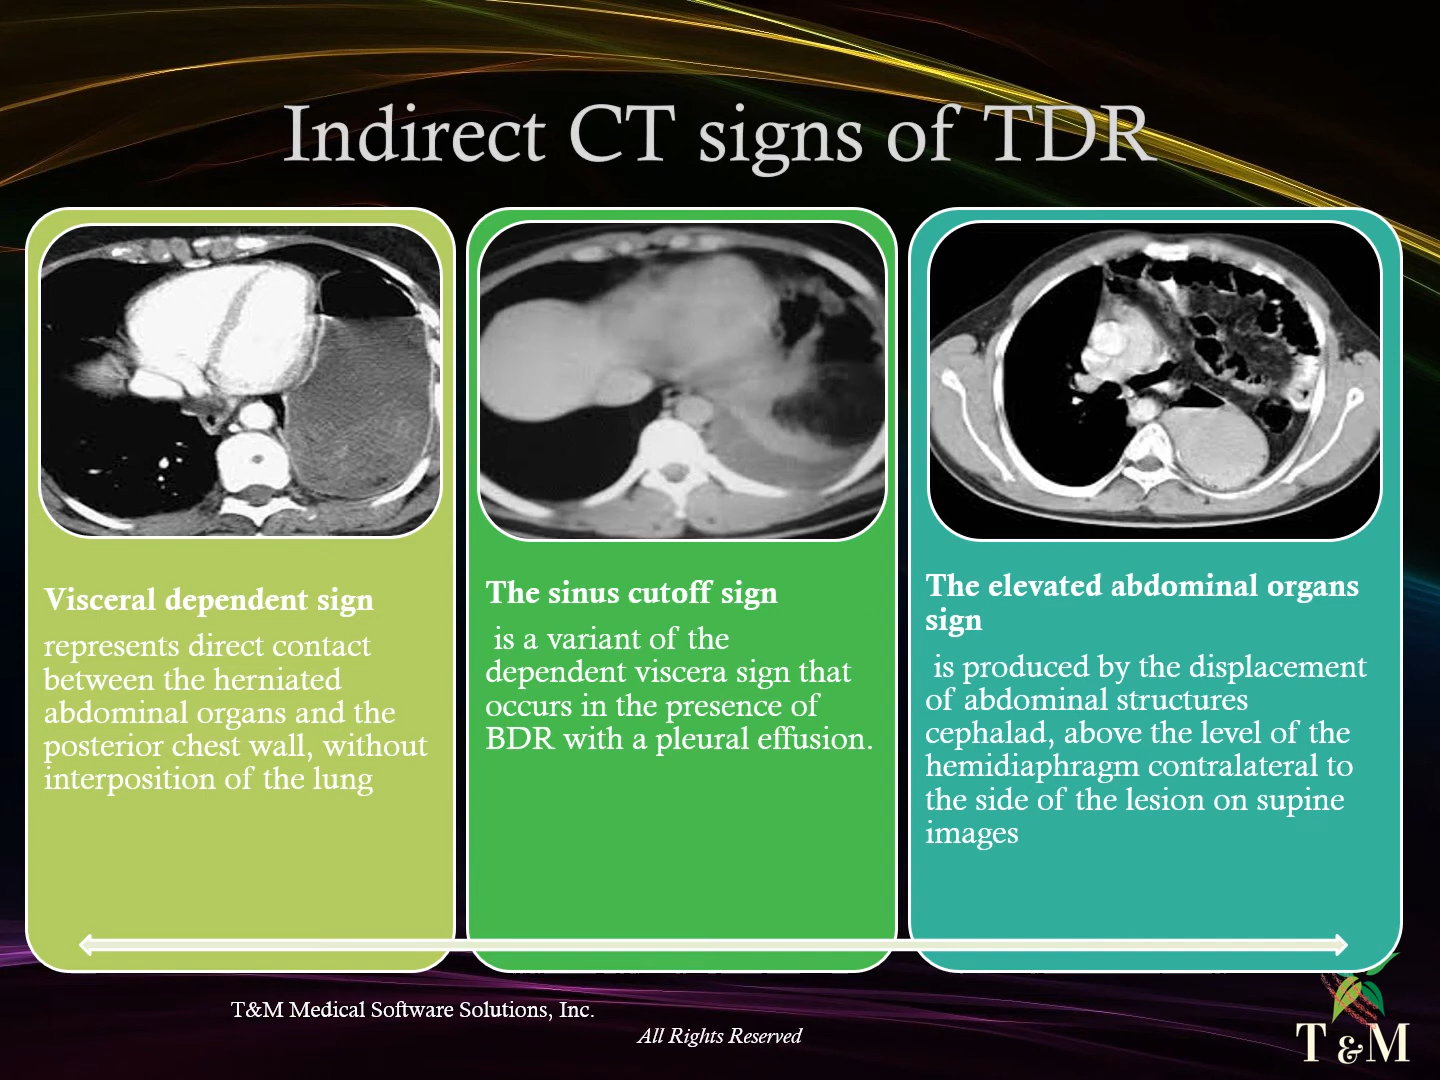 Indirect CT signs of TDR
Visceral dependent sign
represents direct contact
between the herniated
abdominal organs and the
posterior chest wall, without
interposition of the lung
The sinus cutoff sign
is a variant of the
dependent viscera sign that
occurs in the presence of
BDR with a pleural effusion.
The elevated abdominal organs
sign
is produced by the displacement
of abdominal structures
cephalad, above the level of the
hemidiaphragm contralateral to
the side of the lesion on supine
images
T&M Medical Software Solutions, Inc.
All Rights Reserved
T &M